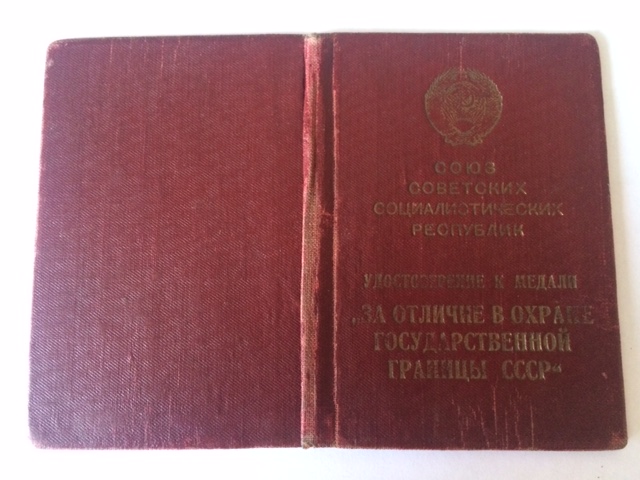 СОЮЗ
СОВЕТСКИХ
СОЦИАЛИСТИЧЕСКИХ
РЕСПУБЛИК
УДОСТОВЕРЕНИЕ К МЕДАЛИ
„ЗА ОТЛИЧИЕ В ОХРАНЕ
ГОСУДАРСТВЕННОЙ
ГРАНИЦЫ СССР“